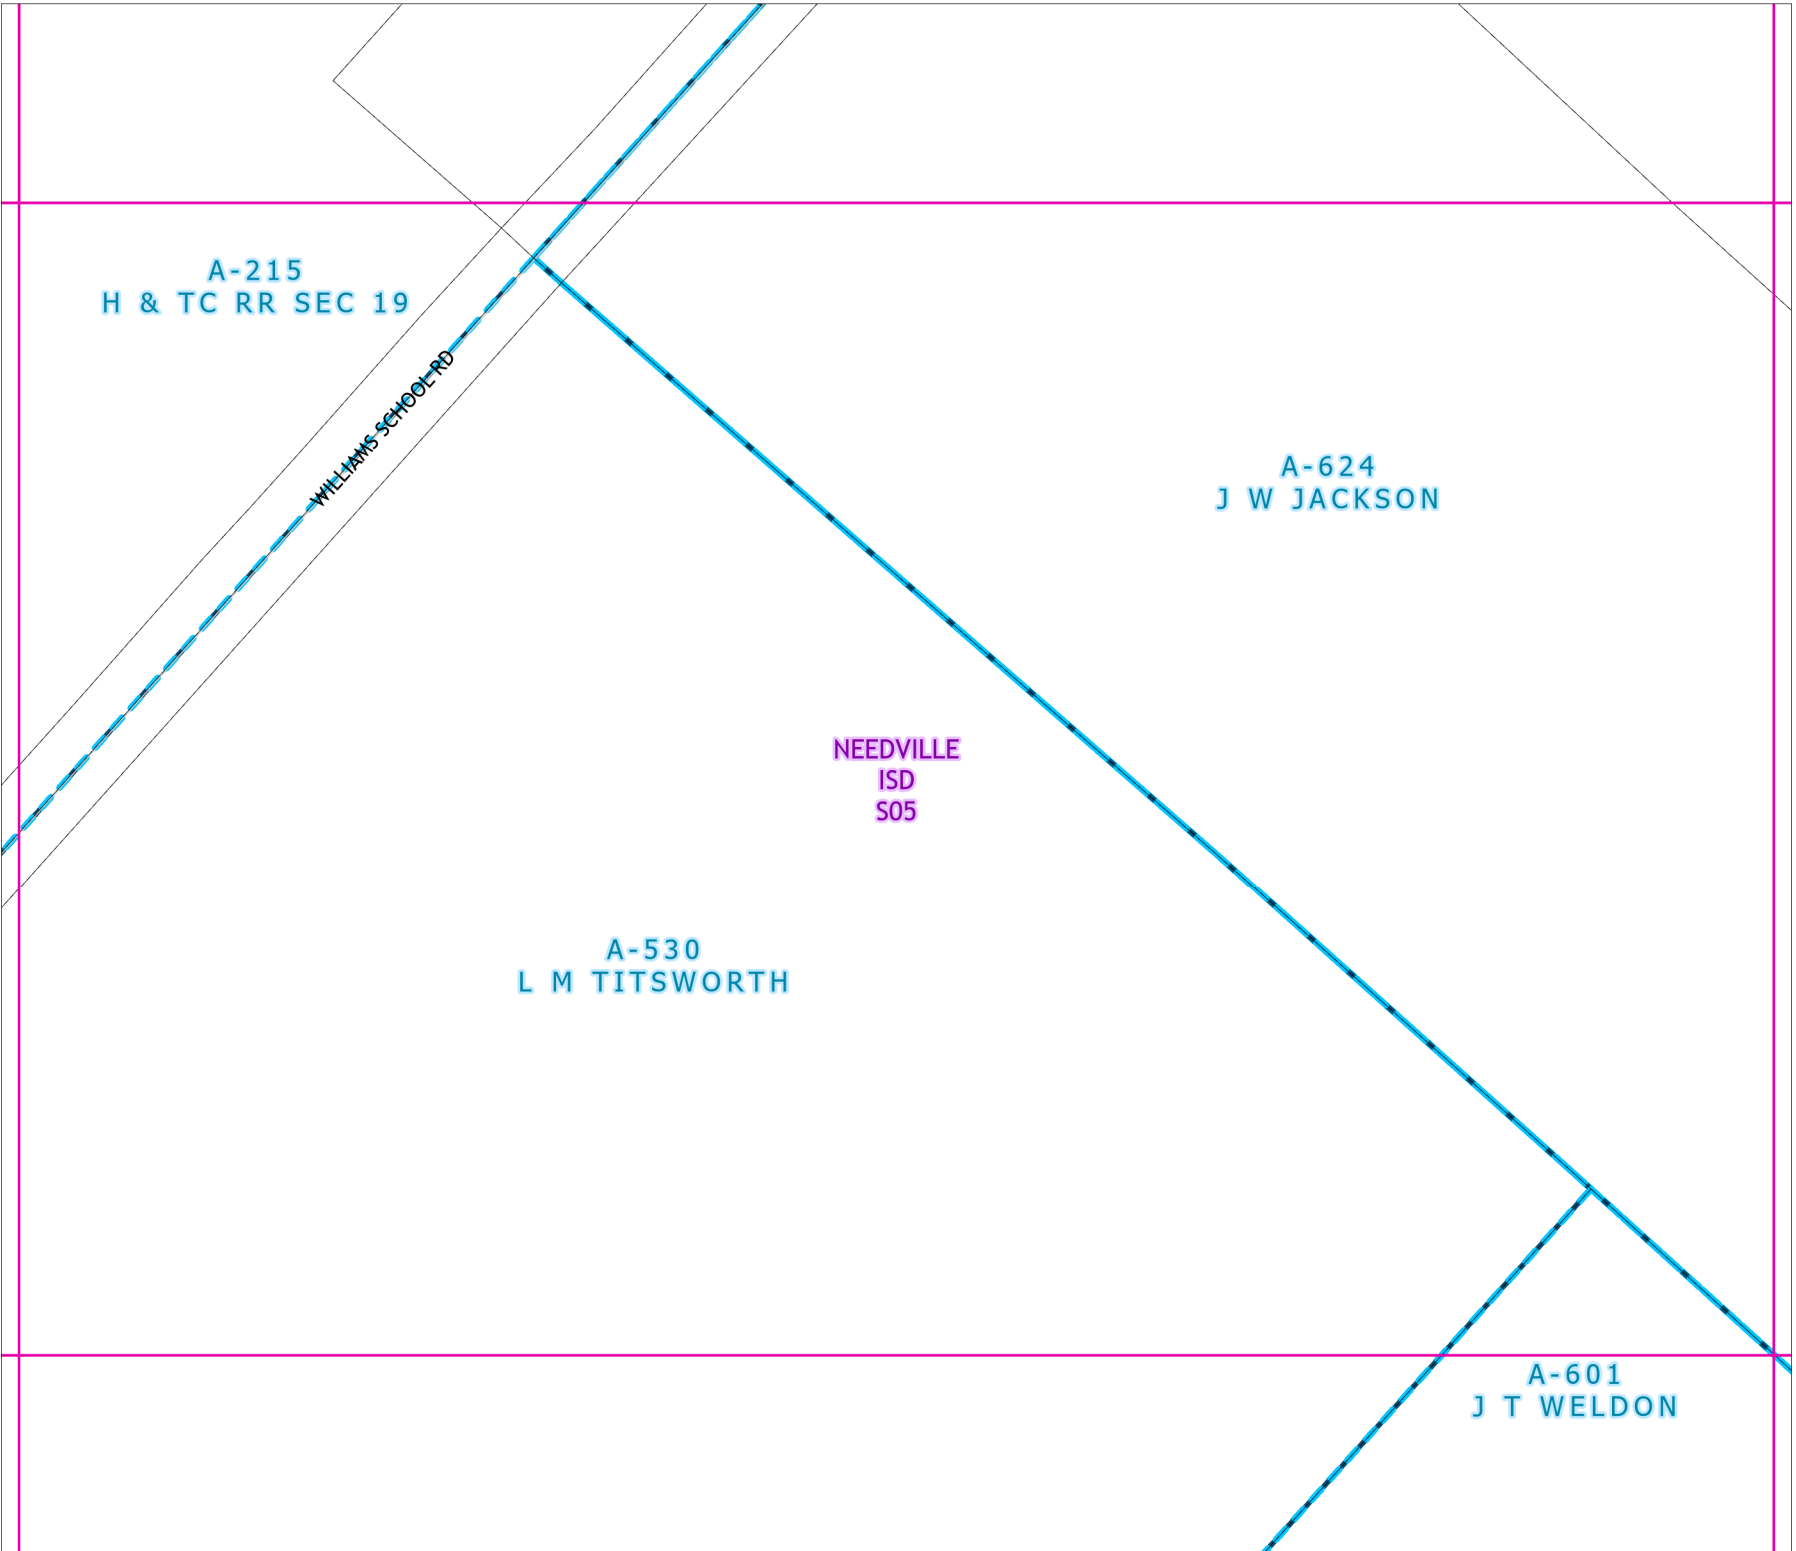 A-215
H & TC RR SEC 19
WILLIAMS SCHOOL RD
A-624
J W JACKSON
NEEDVILLE
ISD
S05
A-530
L M TITSWORTH
A-601
J T WELDON